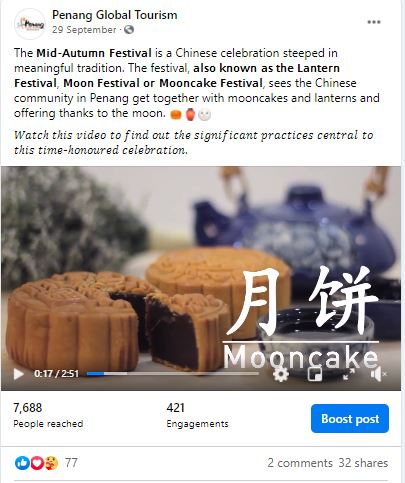 Penang Global Tourism
29 September ·
The Mid-Autumn Festival is a Chinese celebration steeped in
meaningful tradition. The festival, also known as the Lantern
Festival, Moon Festival or Mooncake Festival, sees the Chinese
community in Penang get together with mooncakes and lanterns and
offering thanks to the moon. 🎃🏮🌝
Watch this video to find out the significant practices central to
this time-honoured celebration.
月饼
Mooncake
0:17 / 2:51
7,688 421
People reached Engagements
Boost post
77 2 comments 32 shares